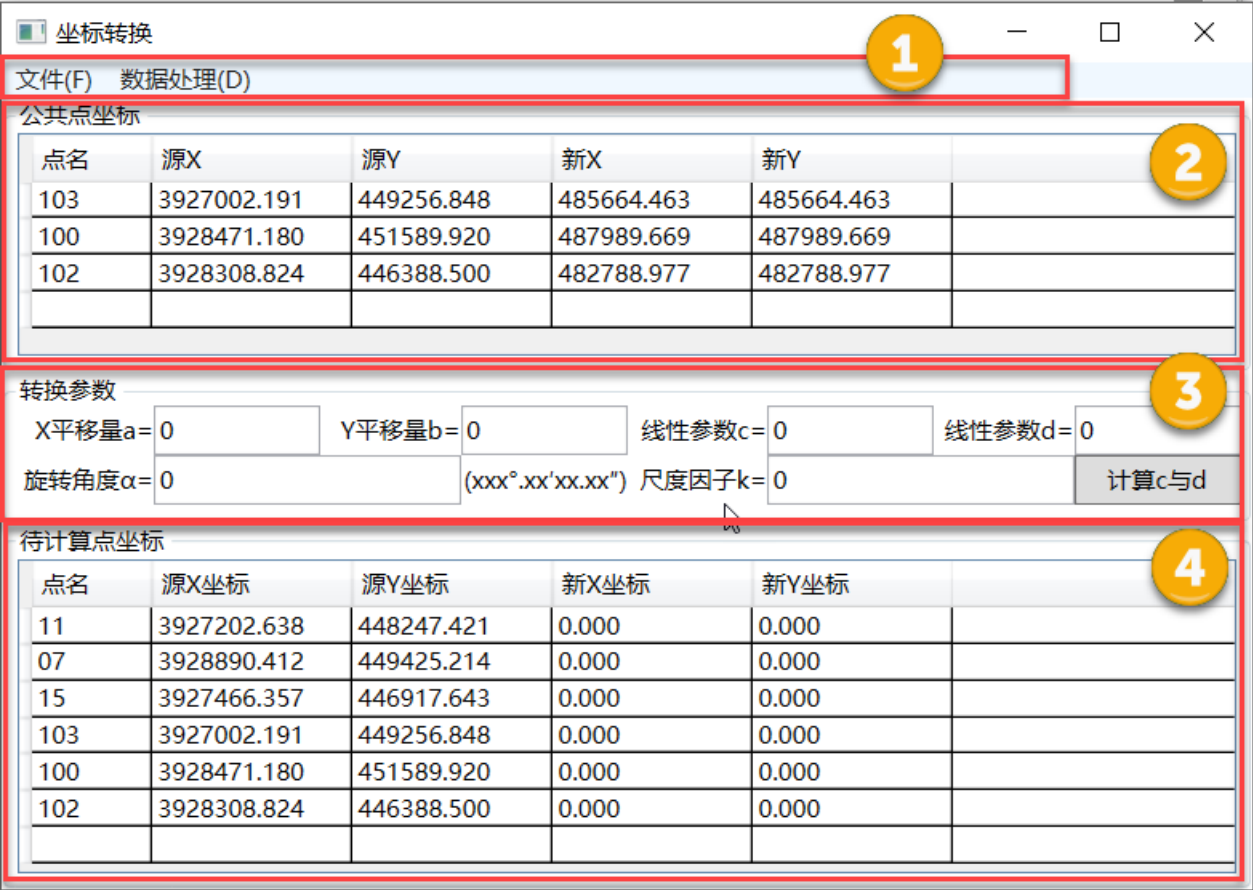 坐标转换
1
文件(F) 数据处理(D)
公共点坐标
2
点名 源X 源Y 新X 新Y
103 3927002.191 449256.848 485664.463 485664.463
100 3928471.180 451589.920 487989.669 487989.669
102 3928308.824 446388.500 482788.977 482788.977
3
转换参数
X平移量a= 0 Y平移量b= 0 线性参数c= 0 线性参数d= 0
旋转角度α= 0 (xxx°.xx′xx.xx″) 尺度因子k= 0 计算c与d
待计算点坐标
4
点名 源X坐标 源Y坐标 新X坐标 新Y坐标
11 3927202.638 448247.421 0.000 0.000
07 3928890.412 449425.214 0.000 0.000
15 3927466.357 446917.643 0.000 0.000
103 3927002.191 449256.848 0.000 0.000
100 3928471.180 451589.920 0.000 0.000
102 3928308.824 446388.500 0.000 0.000